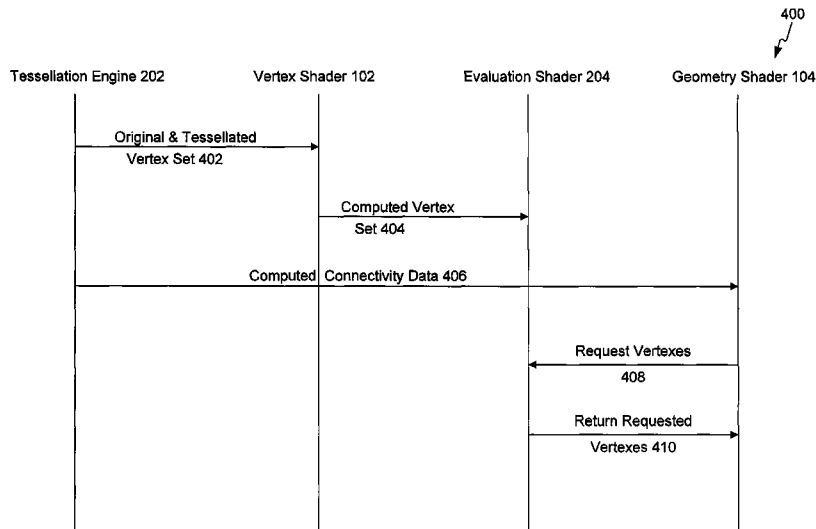 400
Tessellation Engine 202
Vertex Shader 102
Evaluation Shader 204
Geometry Shader 104
Original & Tessellated
Vertex Set 402
Computed Vertex
Set 404
Computed Connectivity Data 406
Request Vertexes
408
Return Requested
Vertexes 410